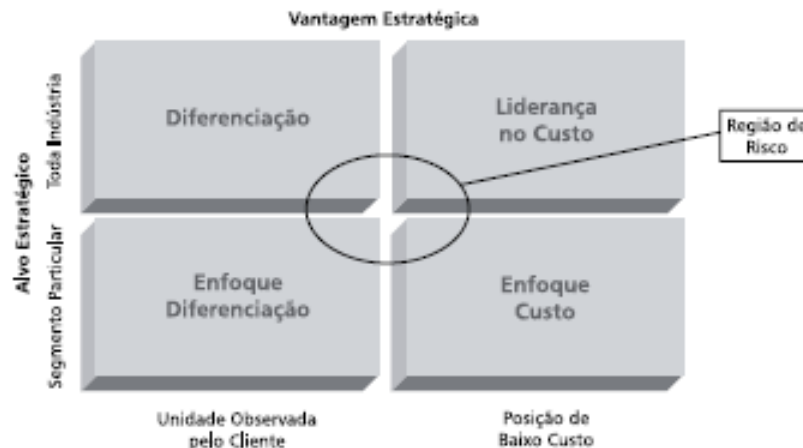 Vantagem Estratégica
Diferenciação
Liderança
no Custo
Região de
Risco
Alvo Estratégico
Toda Indústria
Segmento Particular
Enfoque
Diferenciação
Enfoque
Custo
Unidade Observada
pelo Cliente
Posição de
Baixo Custo